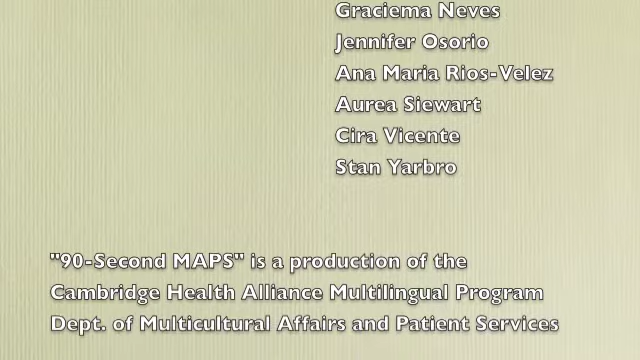 Graciema Neves
Jennifer Osorio
Ana Maria Rios-Velez
Aurea Siewart
Cira Vicente
Stan Yarbro
"90-Second MAPS" is a production of the
Cambridge Health Alliance Multilingual Program
Dept. of Multicultural Affairs and Patient Services